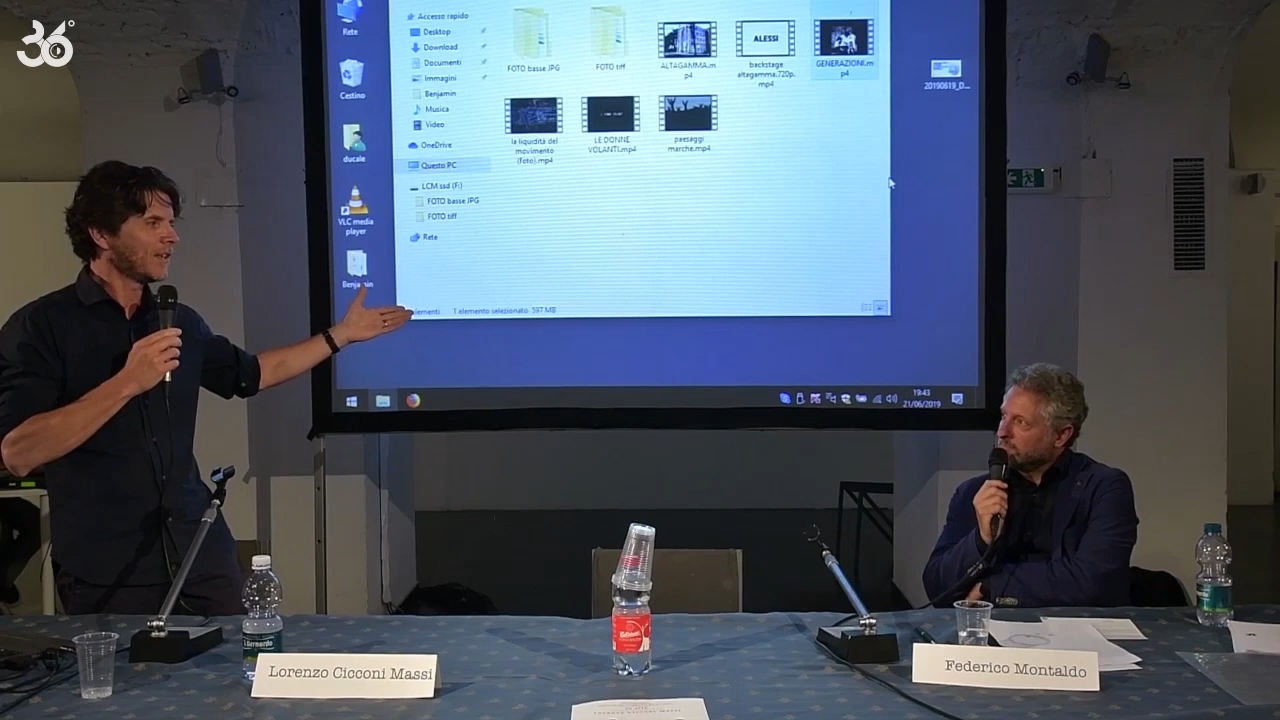 36°
Rete
Cestino
ducale
VLC media
player
Benjamin
Accesso rapido
Desktop
Download
Documenti
Immagini
Benjamin
Musica
Video
OneDrive
Questo PC
LCM ssd (F:)
FOTO basse JPG
FOTO tiff
Rete
FOTO basse JPG
FOTO tiff
ALTAGAMMA.m
p4
ALESSI
backstage
altagamma.720p.
mp4
GENERAZIONI.m
p4
la liquidità del
movimento
(foto).mp4
LE DONNE
VOLANTI.mp4
paesaggi
marche.mp4
20190619_D...
elementi
1 elemento selezionato 597 MB
19:43
21/06/2019
S.Bernardo
Lorenzo Cicconi Massi
Federico Montaldo